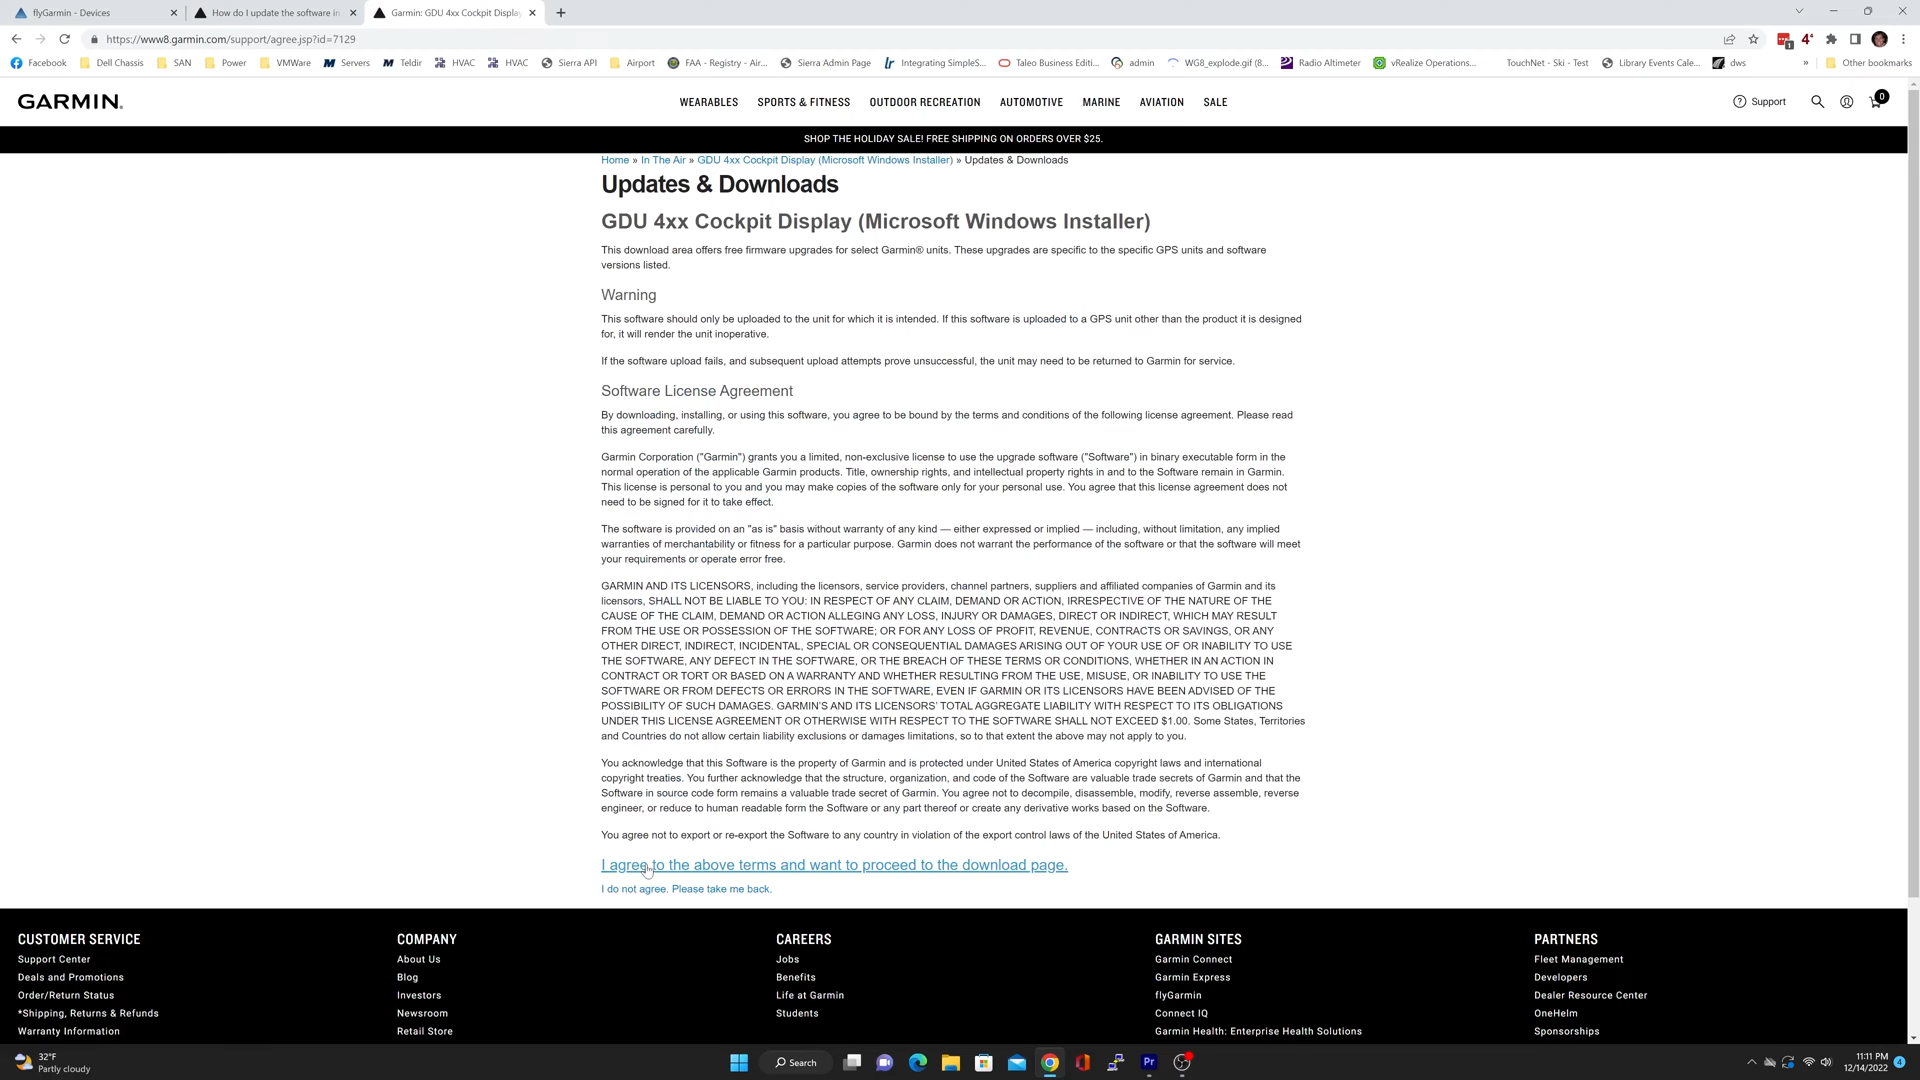 flyGarmin - Devices
How do I update the software in
Garmin: GDU 4xx Cockpit Display
https://www8.garmin.com/support/agree.jsp?id=7129
Facebook Dell Chassis SAN Power VMWare Servers Teldir HVAC HVAC Sierra API Airport FAA - Registry - Air... Sierra Admin Page Integrating SimpleS... Taleo Business Editi... admin WG8_explode.gif (8... Radio Altimeter vRealize Operations... TouchNet - Ski - Test Library Events Cale... dws » Other bookmarks
GARMIN.
WEARABLES SPORTS & FITNESS OUTDOOR RECREATION AUTOMOTIVE MARINE AVIATION SALE
Support
0
SHOP THE HOLIDAY SALE! FREE SHIPPING ON ORDERS OVER $25.
Home » In The Air » GDU 4xx Cockpit Display (Microsoft Windows Installer) » Updates & Downloads
Updates & Downloads
GDU 4xx Cockpit Display (Microsoft Windows Installer)
This download area offers free firmware upgrades for select Garmin® units. These upgrades are specific to the specific GPS units and software
versions listed.
Warning
This software should only be uploaded to the unit for which it is intended. If this software is uploaded to a GPS unit other than the product it is designed
for, it will render the unit inoperative.
If the software upload fails, and subsequent upload attempts prove unsuccessful, the unit may need to be returned to Garmin for service.
Software License Agreement
By downloading, installing, or using this software, you agree to be bound by the terms and conditions of the following license agreement. Please read
this agreement carefully.
Garmin Corporation ("Garmin") grants you a limited, non-exclusive license to use the upgrade software ("Software") in binary executable form in the
normal operation of the applicable Garmin products. Title, ownership rights, and intellectual property rights in and to the Software remain in Garmin.
This license is personal to you and you may make copies of the software only for your personal use. You agree that this license agreement does not
need to be signed for it to take effect.
The software is provided on an "as is" basis without warranty of any kind — either expressed or implied — including, without limitation, any implied
warranties of merchantability or fitness for a particular purpose. Garmin does not warrant the performance of the software or that the software will meet
your requirements or operate error free.
GARMIN AND ITS LICENSORS, including the licensors, service providers, channel partners, suppliers and affiliated companies of Garmin and its
licensors, SHALL NOT BE LIABLE TO YOU: IN RESPECT OF ANY CLAIM, DEMAND OR ACTION, IRRESPECTIVE OF THE NATURE OF THE
CAUSE OF THE CLAIM, DEMAND OR ACTION ALLEGING ANY LOSS, INJURY OR DAMAGES, DIRECT OR INDIRECT, WHICH MAY RESULT
FROM THE USE OR POSSESSION OF THE SOFTWARE; OR FOR ANY LOSS OF PROFIT, REVENUE, CONTRACTS OR SAVINGS, OR ANY
OTHER DIRECT, INDIRECT, INCIDENTAL, SPECIAL OR CONSEQUENTIAL DAMAGES ARISING OUT OF YOUR USE OF OR INABILITY TO USE
THE SOFTWARE, ANY DEFECT IN THE SOFTWARE, OR THE BREACH OF THESE TERMS OR CONDITIONS, WHETHER IN AN ACTION IN
CONTRACT OR TORT OR BASED ON A WARRANTY AND WHETHER RESULTING FROM THE USE, MISUSE, OR INABILITY TO USE THE
SOFTWARE OR FROM DEFECTS OR ERRORS IN THE SOFTWARE, EVEN IF GARMIN OR ITS LICENSORS HAVE BEEN ADVISED OF THE
POSSIBILITY OF SUCH DAMAGES. GARMIN'S AND ITS LICENSORS' TOTAL AGGREGATE LIABILITY WITH RESPECT TO ITS OBLIGATIONS
UNDER THIS LICENSE AGREEMENT OR OTHERWISE WITH RESPECT TO THE SOFTWARE SHALL NOT EXCEED $1.00. Some States, Territories
and Countries do not allow certain liability exclusions or damages limitations, so to that extent the above may not apply to you.
You acknowledge that this Software is the property of Garmin and is protected under United States of America copyright laws and international
copyright treaties. You further acknowledge that the structure, organization, and code of the Software are valuable trade secrets of Garmin and that the
Software in source code form remains a valuable trade secret of Garmin. You agree not to decompile, disassemble, modify, reverse assemble, reverse
engineer, or reduce to human readable form the Software or any part thereof or create any derivative works based on the Software.
You agree not to export or re-export the Software to any country in violation of the export control laws of the United States of America.
I agree to the above terms and want to proceed to the download page.
I do not agree. Please take me back.
CUSTOMER SERVICE COMPANY CAREERS GARMIN SITES PARTNERS
Support Center About Us Jobs Garmin Connect Fleet Management
Deals and Promotions Blog Benefits Garmin Express Developers
Order/Return Status Investors Life at Garmin flyGarmin Dealer Resource Center
*Shipping, Returns & Refunds Newsroom Students Connect IQ OneHelm
Warranty Information Retail Store Garmin Health: Enterprise Health Solutions Sponsorships
32°F
Partly cloudy
Search
Pr
11:11 PM
12/14/2022
4